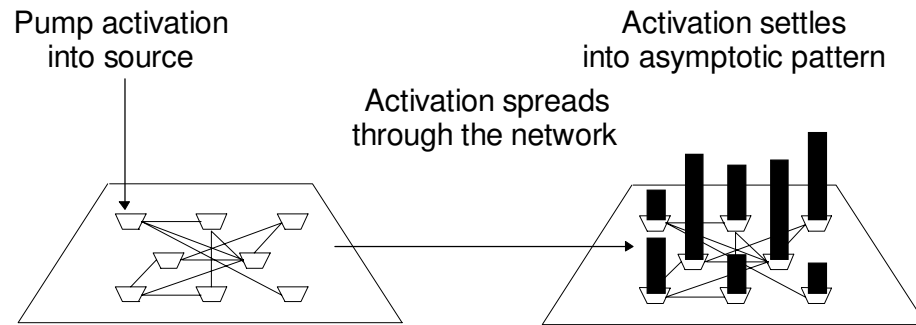 Pump activation
into source
Activation spreads
through the network
Activation settles
into asymptotic pattern